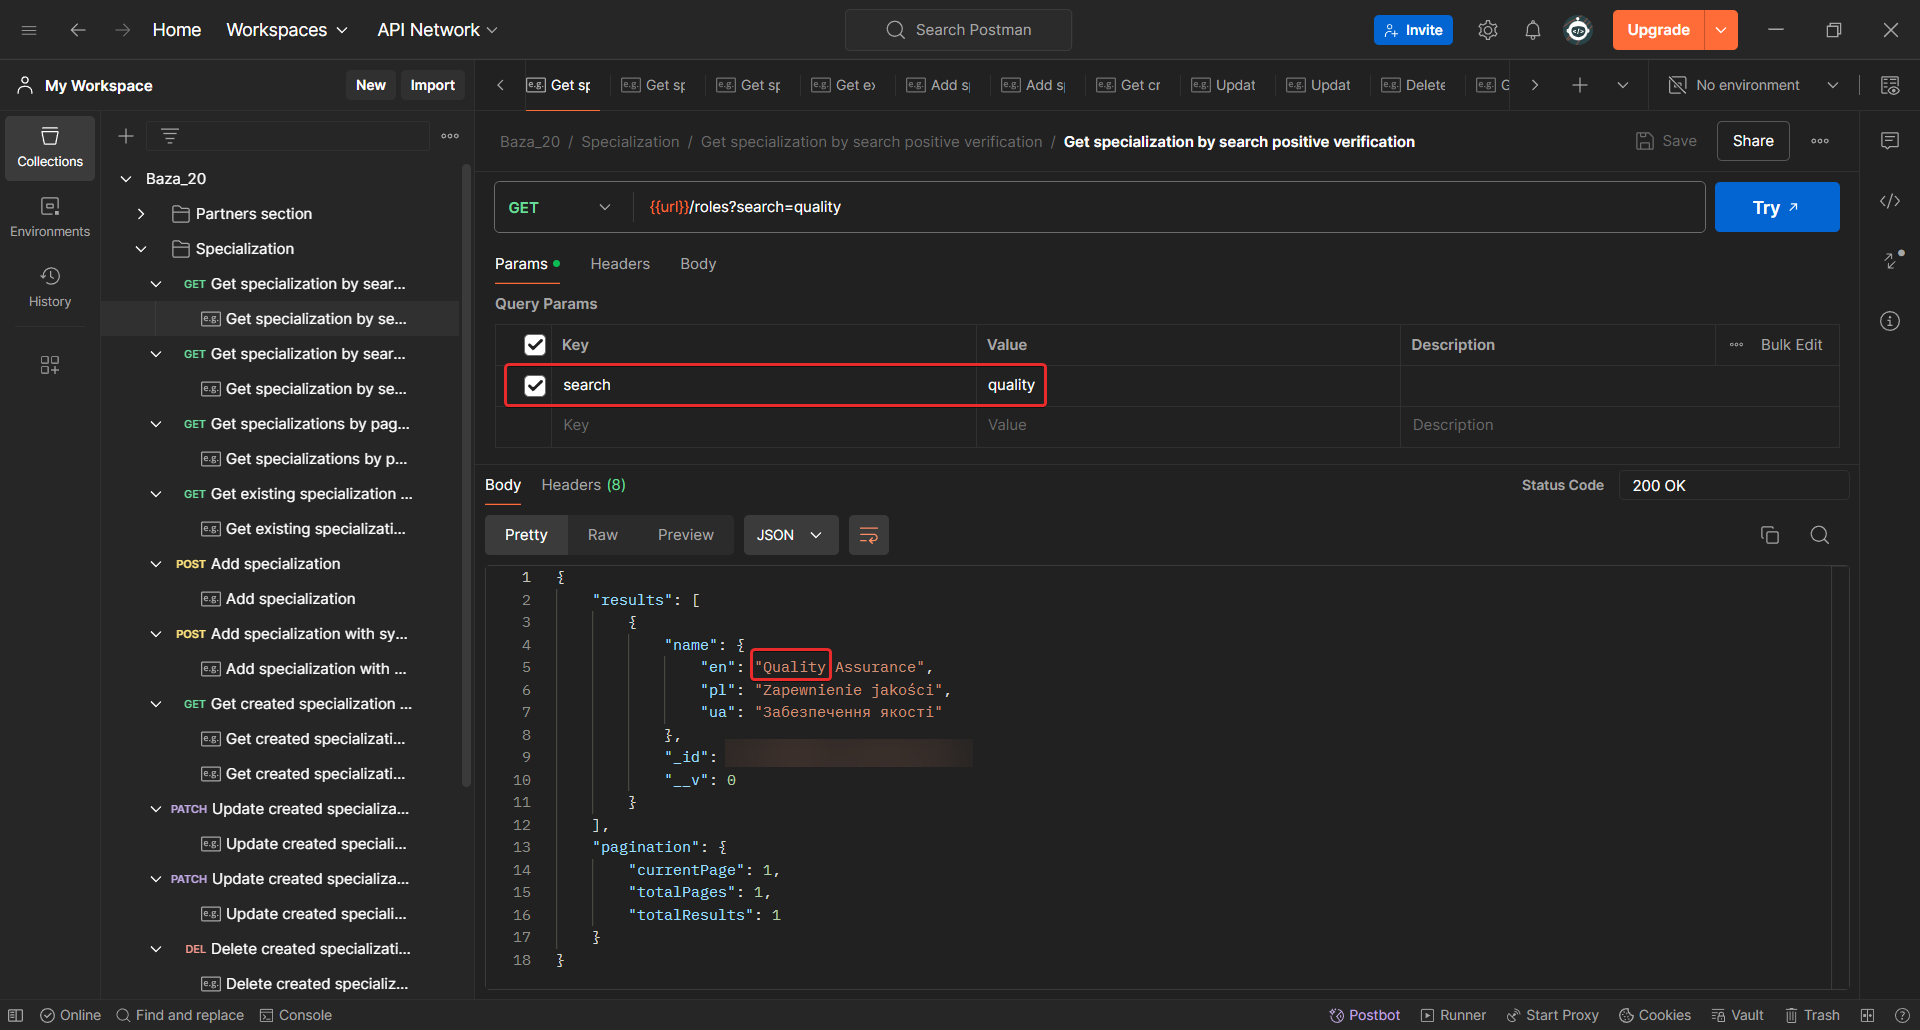 Home Workspaces API Network Search Postman Invite Upgrade
My Workspace New Import
Get sp Get sp Get sp Get ex Add s Add s Get cr Updat Updat Delete G No environment
Collections
Environments
History
Baza_20
Partners section
Specialization
GET Get specialization by sear...
e.g. Get specialization by se...
GET Get specialization by sear...
e.g. Get specialization by se...
GET Get specializations by pag...
e.g. Get specializations by p...
GET Get existing specialization ...
e.g. Get existing specializati...
POST Add specialization
e.g. Add specialization
POST Add specialization with sy...
e.g. Add specialization with ...
GET Get created specialization ...
e.g. Get created specializati...
e.g. Get created specializati...
PATCH Update created specializa...
e.g. Update created speciali...
PATCH Update created specializa...
e.g. Update created speciali...
DEL Delete created specializati...
e.g. Delete created specializ...
Baza_20 / Specialization / Get specialization by search positive verification / Get specialization by search positive verification Save Share
GET {{url}}/roles?search=quality Try
Params Headers Body
Query Params
Key Value Description Bulk Edit
search quality
Key Value Description
Body Headers (8) Status Code 200 OK
Pretty Raw Preview JSON
1 {
2 "results": [
3 {
4 "name": {
5 "en": "Quality Assurance",
6 "pl": "Zapewnienie jakości",
7 "ua": "Забезпечення якості"
8 },
9 "_id":
10 "__v": 0
11 }
12 ],
13 "pagination": {
14 "currentPage": 1,
15 "totalPages": 1,
16 "totalResults": 1
17 }
18 }
Online Find and replace Console Postbot Runner Start Proxy Cookies Vault Trash